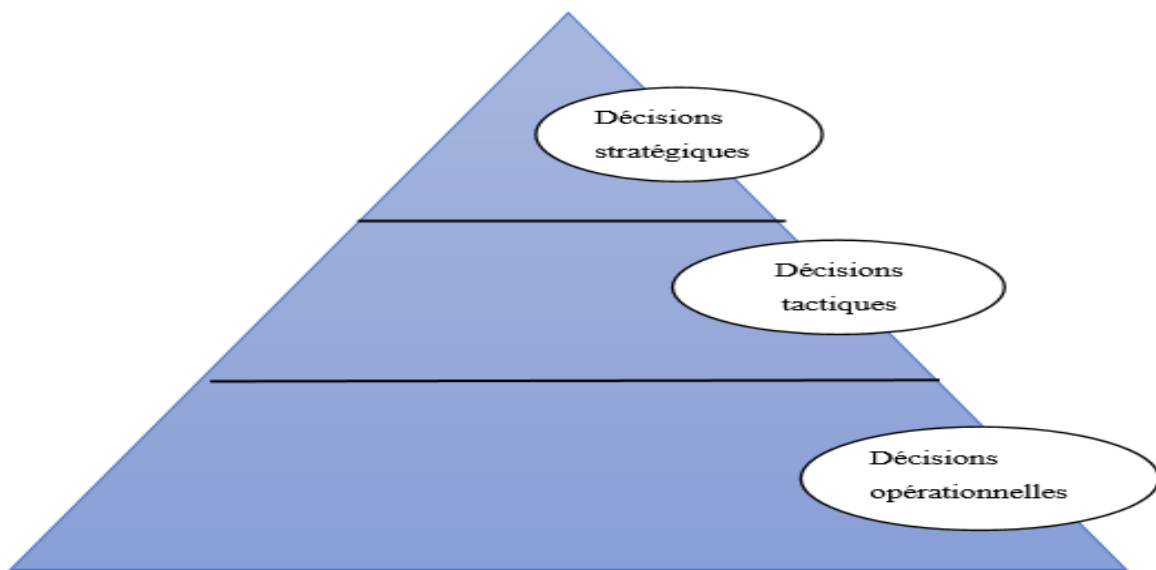 Décisions
stratégiques
Décisions
tactiques
Décisions
opérationnelles